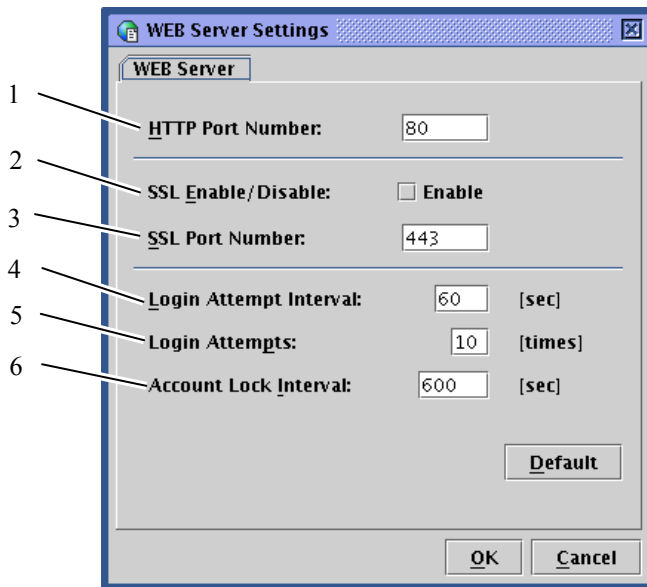 WEB Server Settings
WEB Server
1 HTTP Port Number: 80
2 SSL Enable/Disable: Enable
3 SSL Port Number: 443
4 Login Attempt Interval: 60 [sec]
5 Login Attempts: 10 [times]
6 Account Lock Interval: 600 [sec]
Default
OK Cancel